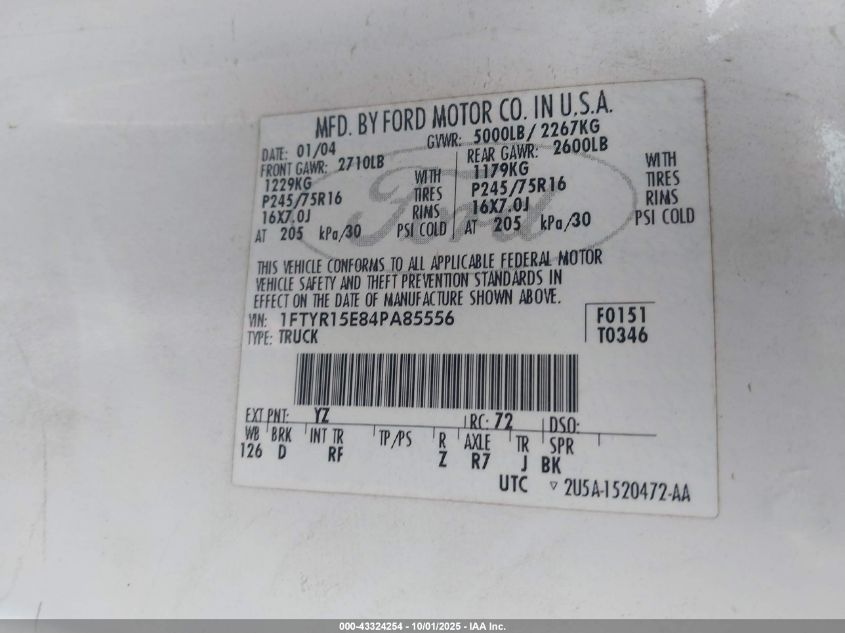 MFD. BY FORD MOTOR CO. IN U.S.A.
DATE: 01/04 GVWR: 5000LB/ 2267KG
FRONT GAWR: 2710LB REAR GAWR: 2600LB
1229KG WITH 1179KG WITH
P245/75R16 TIRES P245/75R16 TIRES
16X7.0J RIMS 16X7.0J RIMS
AT 205 kPa/30 PSI COLD AT 205 kPa/30 PSI COLD
Ford
THIS VEHICLE CONFORMS TO ALL APPLICABLE FEDERAL MOTOR
VEHICLE SAFETY AND THEFT PREVENTION STANDARDS IN
EFFECT ON THE DATE OF MANUFACTURE SHOWN ABOVE.
VIN: 1FTYR15E84PA85556 F0151
TYPE: TRUCK T0346
EXT PNT: YZ RC: 72 DSO:
WB BRK INT TR TP/PS R AXLE TR SPR
126 D RF Z R7 J BK
UTC ▽ 2U5A-1520472-AA
000-43324254 - 10/01/2025 - IAA Inc.